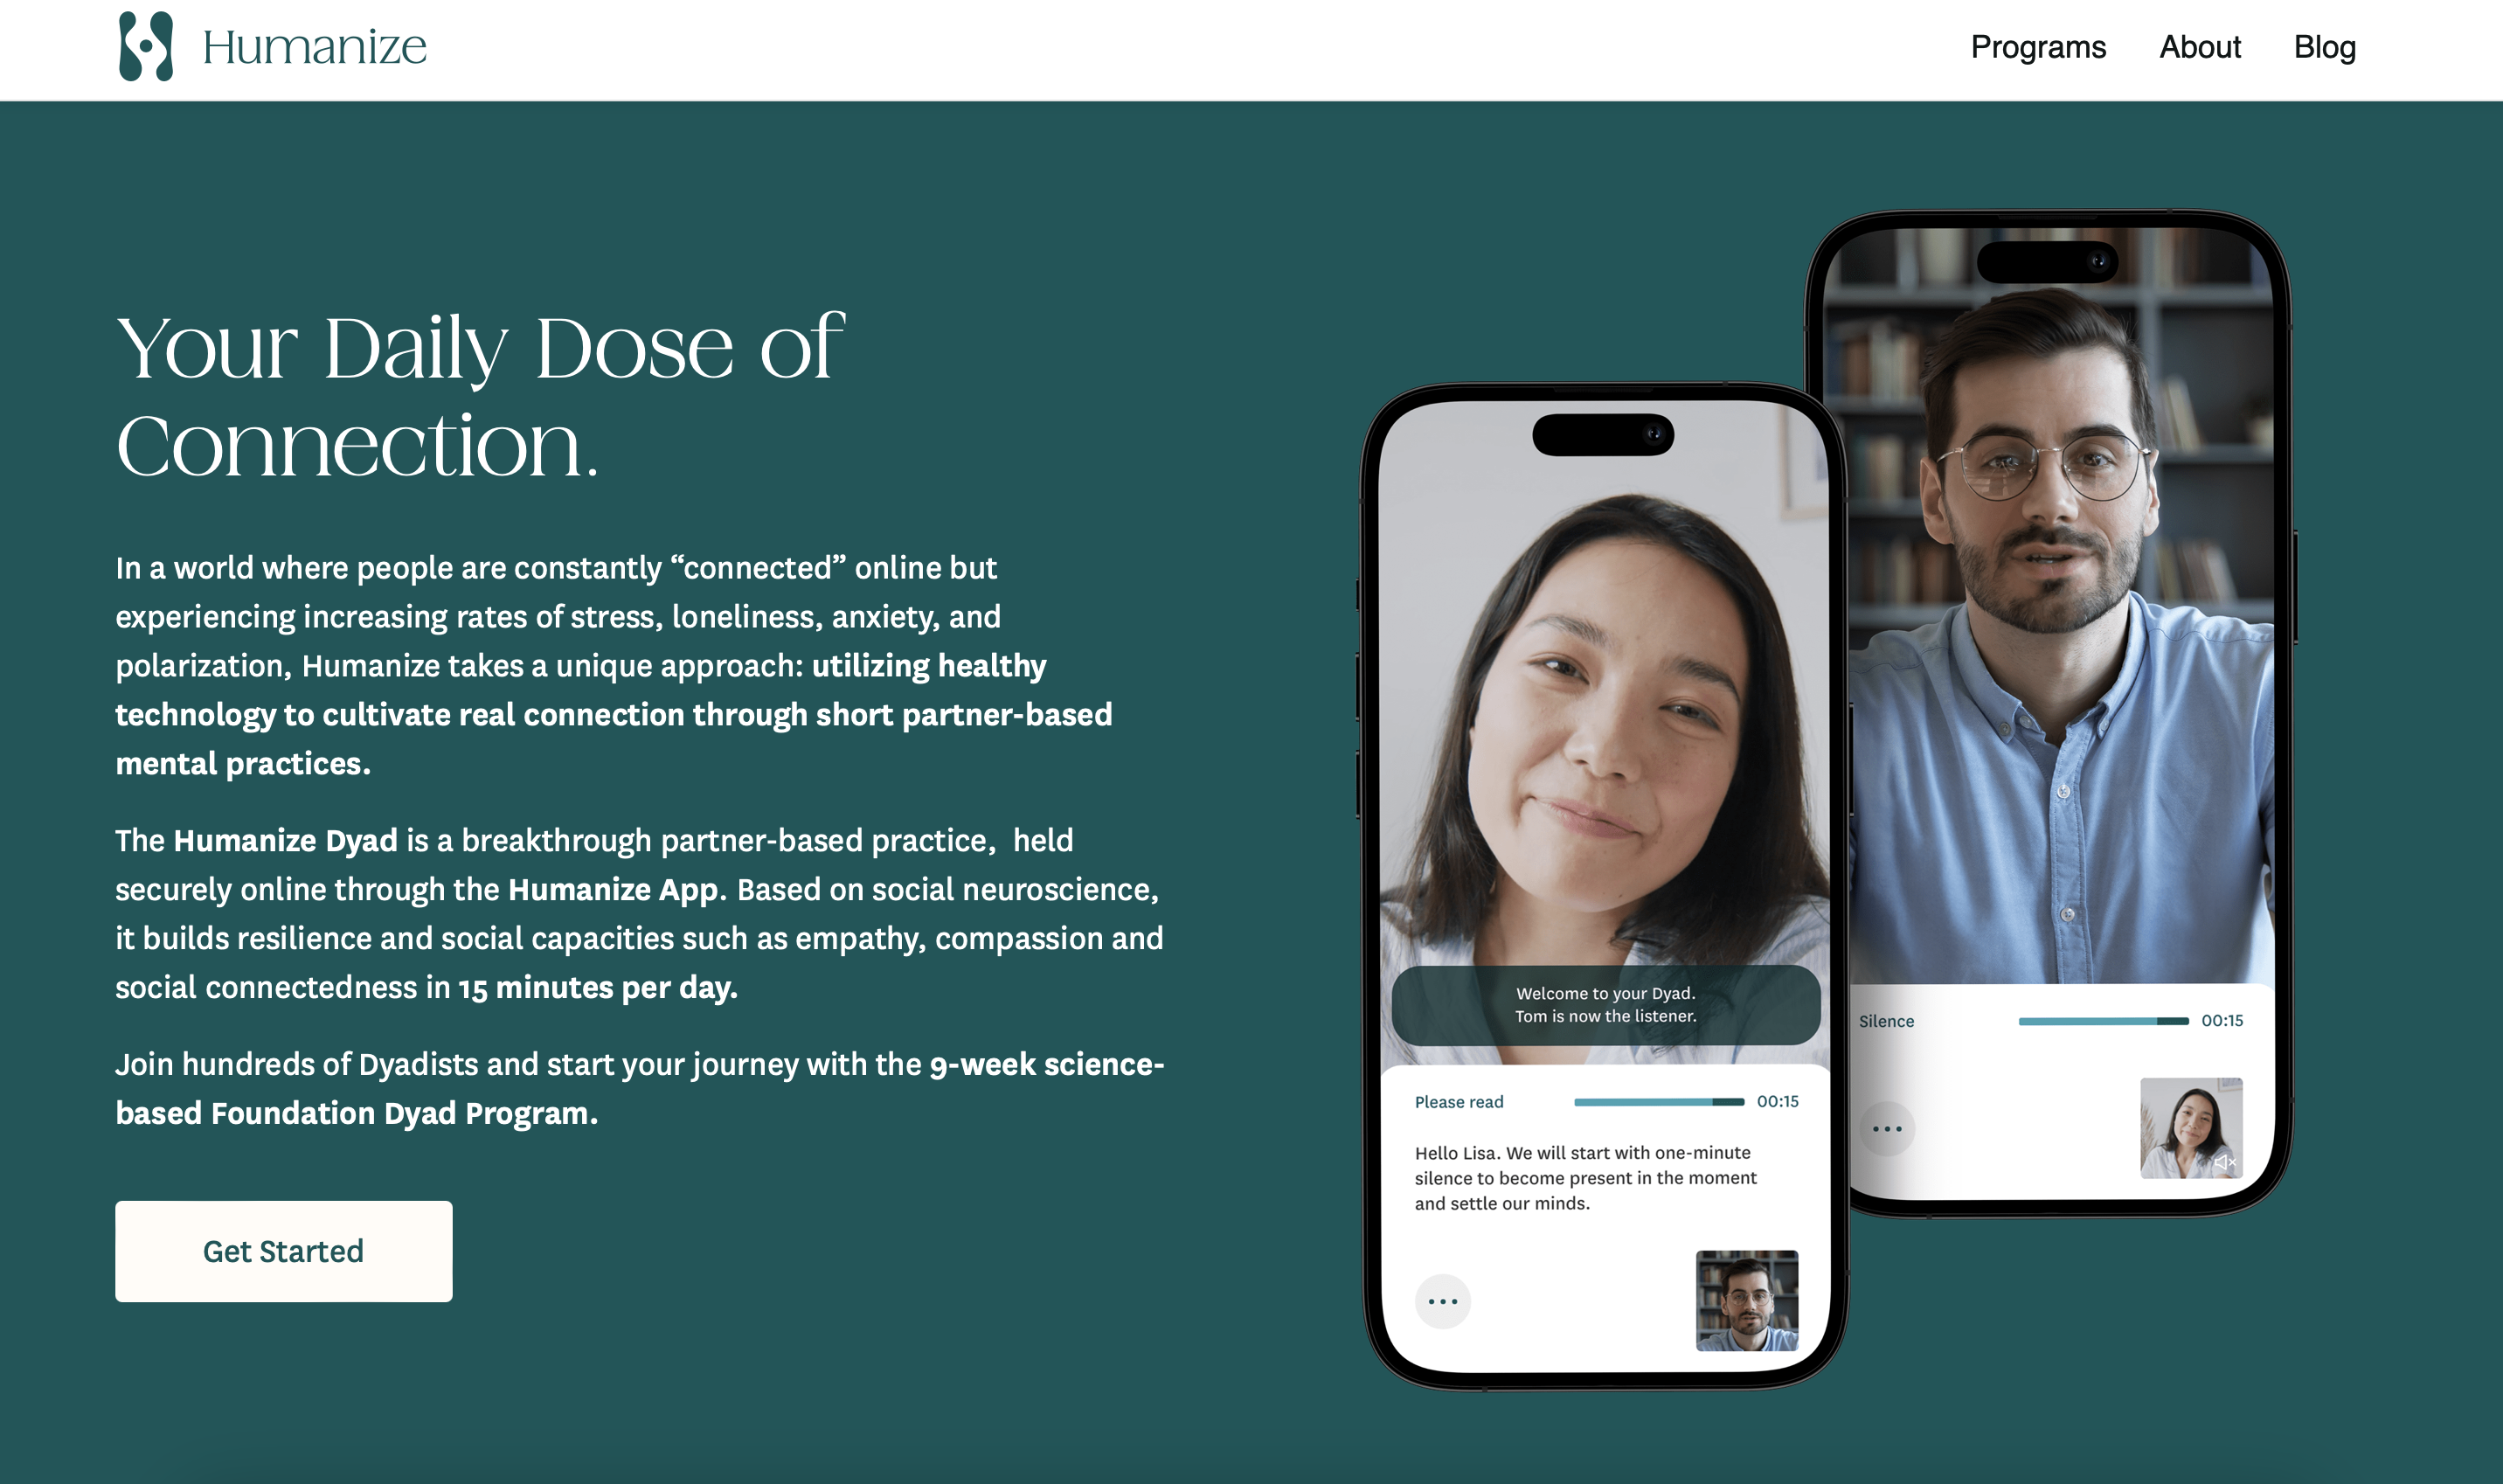 Humanize
Programs
About
Blog
Your Daily Dose of
Connection.
In a world where people are constantly “connected” online but
experiencing increasing rates of stress, loneliness, anxiety, and
polarization, Humanize takes a unique approach: utilizing healthy
technology to cultivate real connection through short partner-based
mental practices.
The Humanize Dyad is a breakthrough partner-based practice,  held
securely online through the Humanize App. Based on social neuroscience,
it builds resilience and social capacities such as empathy, compassion and
social connectedness in 15 minutes per day.
Join hundreds of Dyadists and start your journey with the 9-week science-
based Foundation Dyad Program.
Get Started
Welcome to your Dyad.
Tom is now the listener.
Please read
00:15
Hello Lisa. We will start with one-minute
silence to become present in the moment
and settle our minds.
Silence
00:15